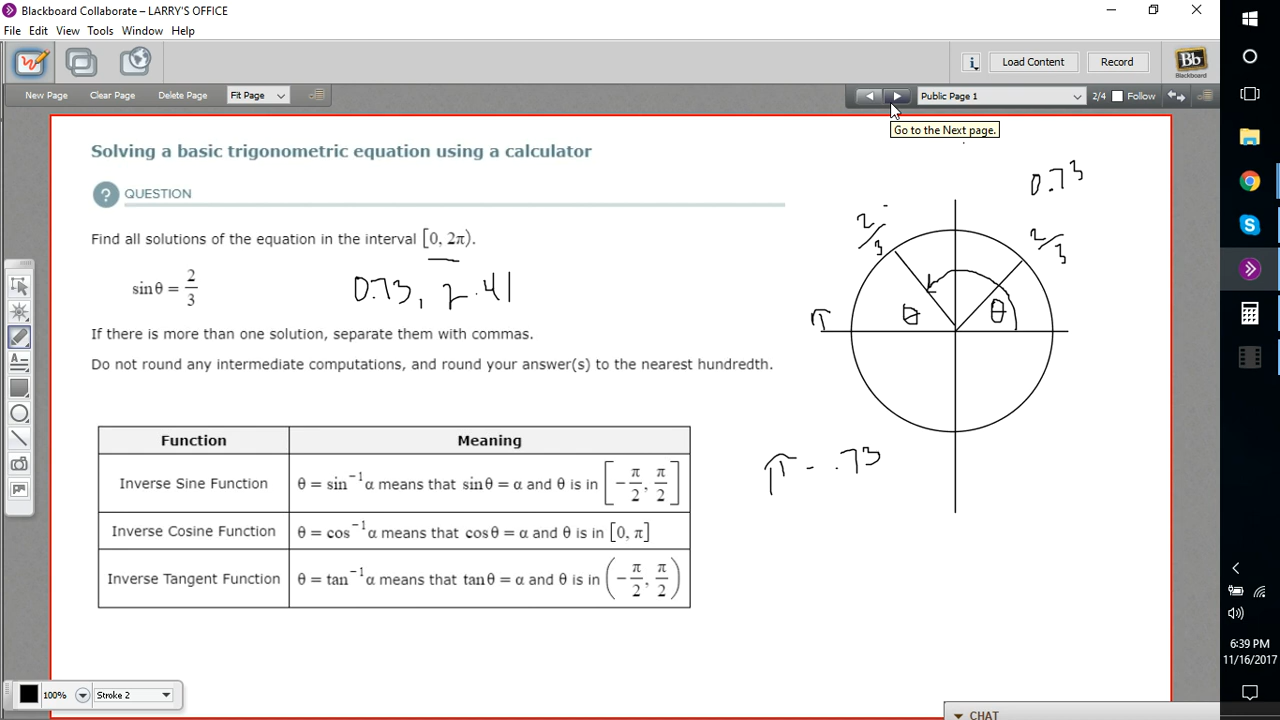 Blackboard Collaborate – LARRY'S OFFICE
File Edit View Tools Window Help
Load Content Record
Bb
Blackboard
New Page Clear Page Delete Page Fit Page
Public Page 1 2/4 Follow
Go to the Next page.
Solving a basic trigonometric equation using a calculator
? QUESTION
Find all solutions of the equation in the interval [0, 2π).
sinθ = 2/3
0.73, 2.41
If there is more than one solution, separate them with commas.
Do not round any intermediate computations, and round your answer(s) to the nearest hundredth.
Function Meaning
Inverse Sine Function θ = sin⁻¹α means that sinθ = α and θ is in [−π/2, π/2]
Inverse Cosine Function θ = cos⁻¹α means that cosθ = α and θ is in [0, π]
Inverse Tangent Function θ = tan⁻¹α means that tanθ = α and θ is in (−π/2, π/2)
0.73
2/3 2/3
π θ θ
π - .73
100% Stroke 2
CHAT
6:39 PM
11/16/2017